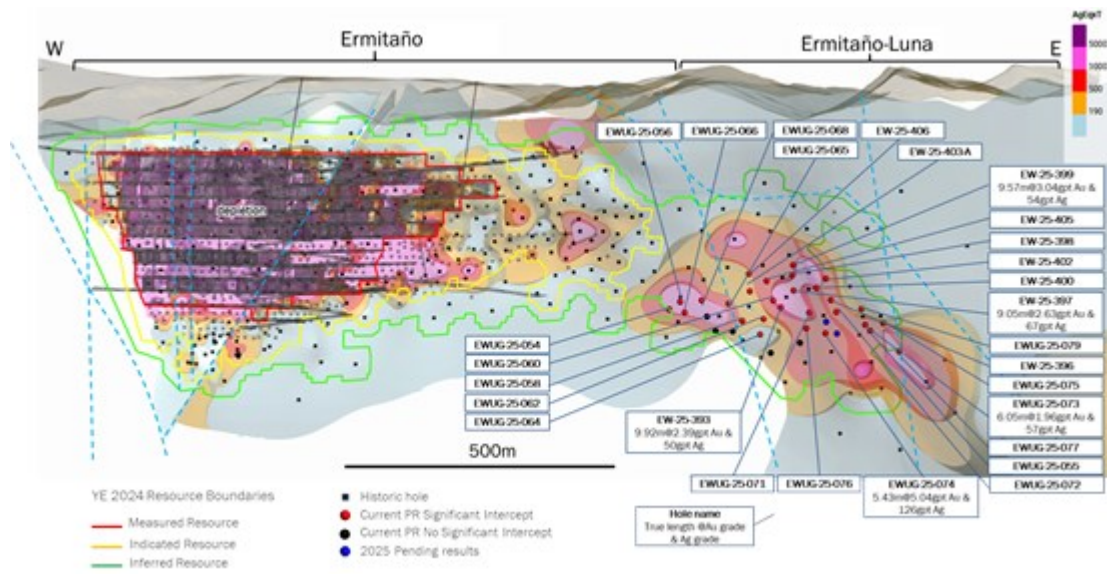 AgEqx1
W
Ermitaño
Ermitaño-Luna
E
5000
1000
500
190
depletion
EWUG-25-056
EWUG-25-066
EWUG-25-068
EW-25-406
EWUG-25-065
EW-25-403-A
EW-25-399
9.57m@3.04gpt Au &
54gpt Ag
EW-25-405
EW-25-398
EW-25-402
EW-25-400
EW-25-397
9.05m@2.63gpt Au &
67gpt Ag
EWUG-25-079
EW-25-396
EWUG-25-075
EWUG-25-073
6.05m@1.96gpt Au &
57gpt Ag
EWUG-25-077
EWUG-25-055
EWUG-25-072
EWUG-25-054
EWUG-25-060
EWUG-25-058
EWUG-25-062
EWUG-25-064
EW-25-393
9.92m@2.39gpt Au &
50gpt Ag
500m
EWUG-25-071
EWUG-25-076
EWUG-25-074
5.43m@5.04gpt Au &
126gpt Ag
Hole name
True length @Au grade
& Ag grade
YE 2024 Resource Boundaries
Measured Resource
Indicated Resource
Inferred Resource
Historic hole
Current PR Significant Intercept
Current PR No Significant Intercept
2025 Pending results